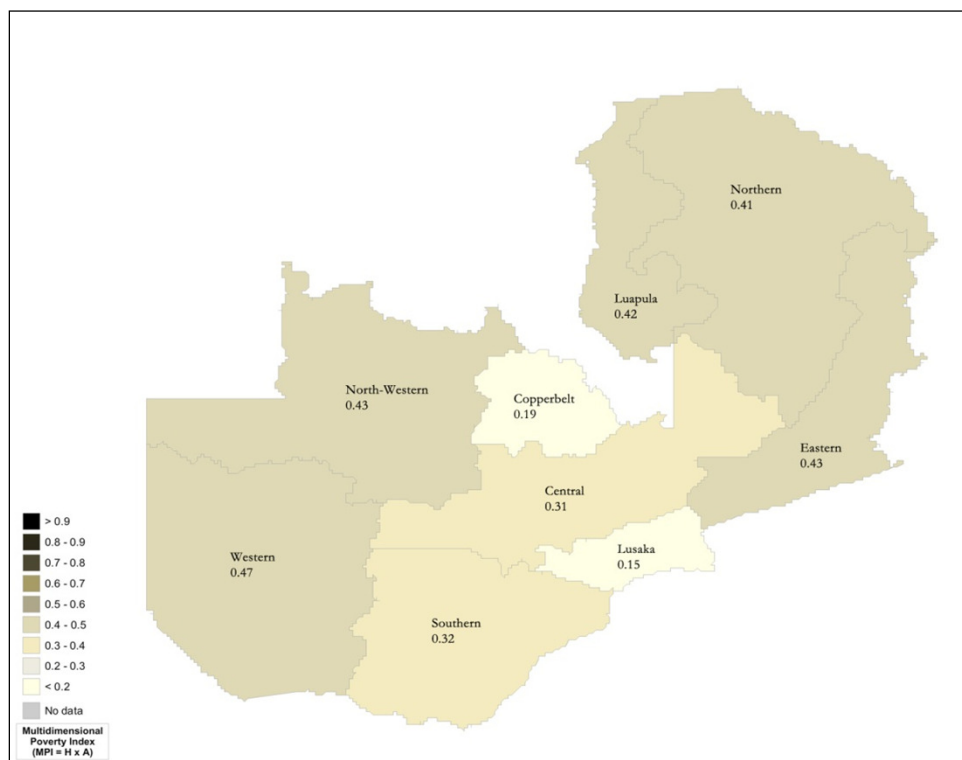 Northern
0.41
Luapula
0.42
North-Western
0.43
Copperbelt
0.19
Eastern
0.43
Central
0.31
Lusaka
0.15
Western
0.47
Southern
0.32
> 0.9
0.8 - 0.9
0.7 - 0.8
0.6 - 0.7
0.5 - 0.6
0.4 - 0.5
0.3 - 0.4
0.2 - 0.3
< 0.2
No data
Multidimensional
Poverty Index
(MPI = H x A)